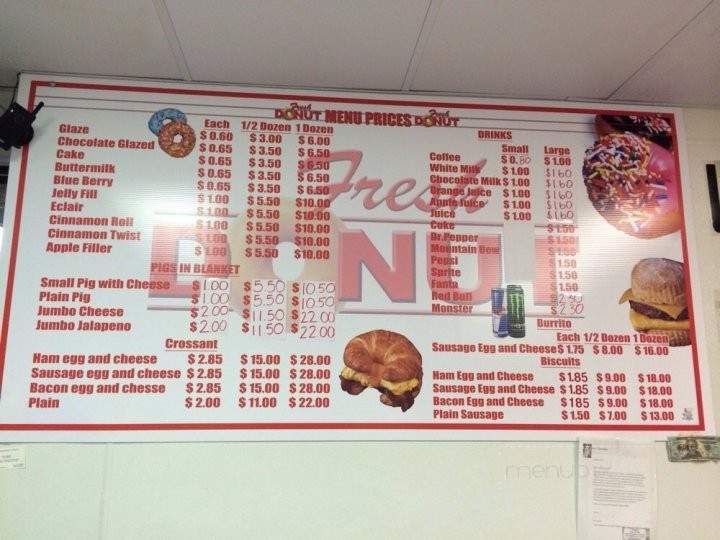 Fresh DONUT MENU PRICES Fresh DONUT
Each 1/2 Dozen 1 Dozen
Glaze $ 0.60 $ 3.00 $ 6.00
Chocolate Glazed $ 0.65 $ 3.50 $ 6.50
Cake $ 0.65 $ 3.50 $ 6.50
Buttermilk $ 0.65 $ 3.50 $ 6.50
Blue Berry $ 0.65 $ 3.50 $ 6.50
Jelly Fill $ 1.00 $ 5.50 $10.00
Eclair $ 1.00 $ 5.50 $10.00
Cinnamon Roll $ 1.00 $ 5.50 $10.00
Cinnamon Twist $ 1.00 $ 5.50 $10.00
Apple Filler $ 1.00 $ 5.50 $10.00
PIGS IN BLANKET
Small Pig with Cheese $ 1.00 $ 5.50 $ 10.50
Plain Pig $ 1.00 $ 5.50 $ 10.50
Jumbo Cheese $ 2.00 $ 11.50 $ 22.00
Jumbo Jalapeno $ 2.00 $ 11.50 $ 22.00
Crossant
Ham egg and cheese $ 2.85 $ 15.00 $ 28.00
Sausage egg and cheese $ 2.85 $ 15.00 $ 28.00
Bacon egg and chesse $ 2.85 $ 15.00 $ 28.00
Plain $ 2.00 $ 11.00 $ 22.00
Fresh
DONUT
DRINKS
Small Large
Coffee $ 0.80 $ 1.00
White Milk $ 1.00 $1.60
Chocolate Milk $ 1.00 $1.60
Orange Juice $ 1.00 $1.60
Apple Juice $ 1.00 $1.60
Juice $ 1.00 $1.60
Coke $ 1.50
Dr.Pepper $ 1.50
Mountain Dew $ 1.50
Pepsi $ 1.50
Sprite $ 1.50
Fanta $ 1.50
Red Bull
Monster $ 2.30
Burrito
Each 1/2 Dozen 1 Dozen
Sausage Egg and Cheese $ 1.75 $ 8.00 $ 16.00
Biscuits
Ham Egg and Cheese $ 1.85 $ 9.00 $ 18.00
Sausage Egg and Cheese $ 1.85 $ 9.00 $ 18.00
Bacon Egg and Cheese $ 1.85 $ 9.00 $ 18.00
Plain Sausage $ 1.50 $ 7.00 $ 13.00